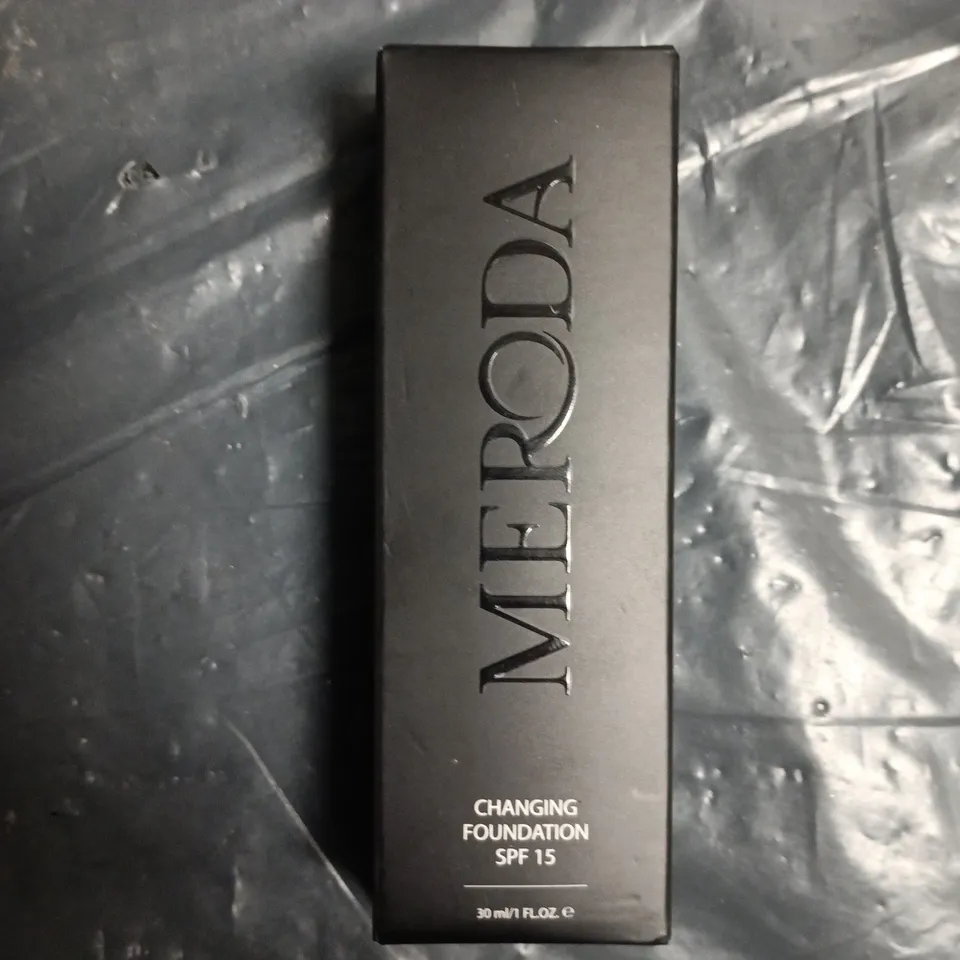 MERODA
CHANGING
FOUNDATION
SPF 15
30 ml/1 FL.OZ. ℮